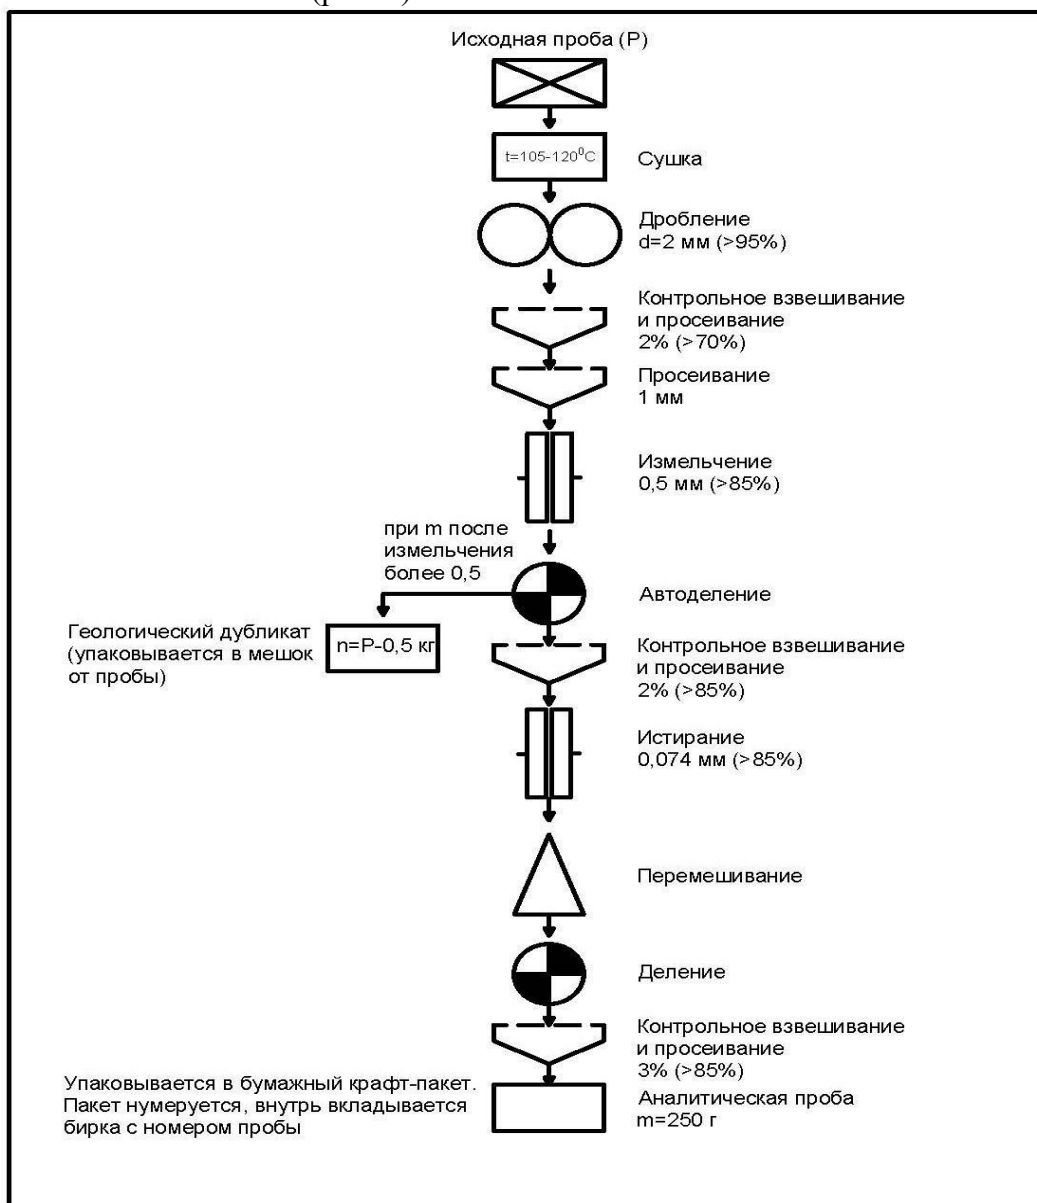 Исходная проба (Р)
t=105-120⁰C
Сушка
Дробление
d=2 мм (>95%)
Контрольное взвешивание
и просеивание
2% (>70%)
Просеивание
1 мм
Измельчение
0,5 мм (>85%)
при m после
измельчения
более 0,5
Автоделение
Геологический дубликат
(упаковывается в мешок
от пробы)
n=P-0,5 кг
Контрольное взвешивание
и просеивание
2% (>85%)
Истирание
0,074 мм (>85%)
Перемешивание
Деление
Контрольное взвешивание
и просеивание
3% (>85%)
Упаковывается в бумажный крафт-пакет.
Пакет нумеруется, внутрь вкладывается
бирка с номером пробы
Аналитическая проба
m=250 г